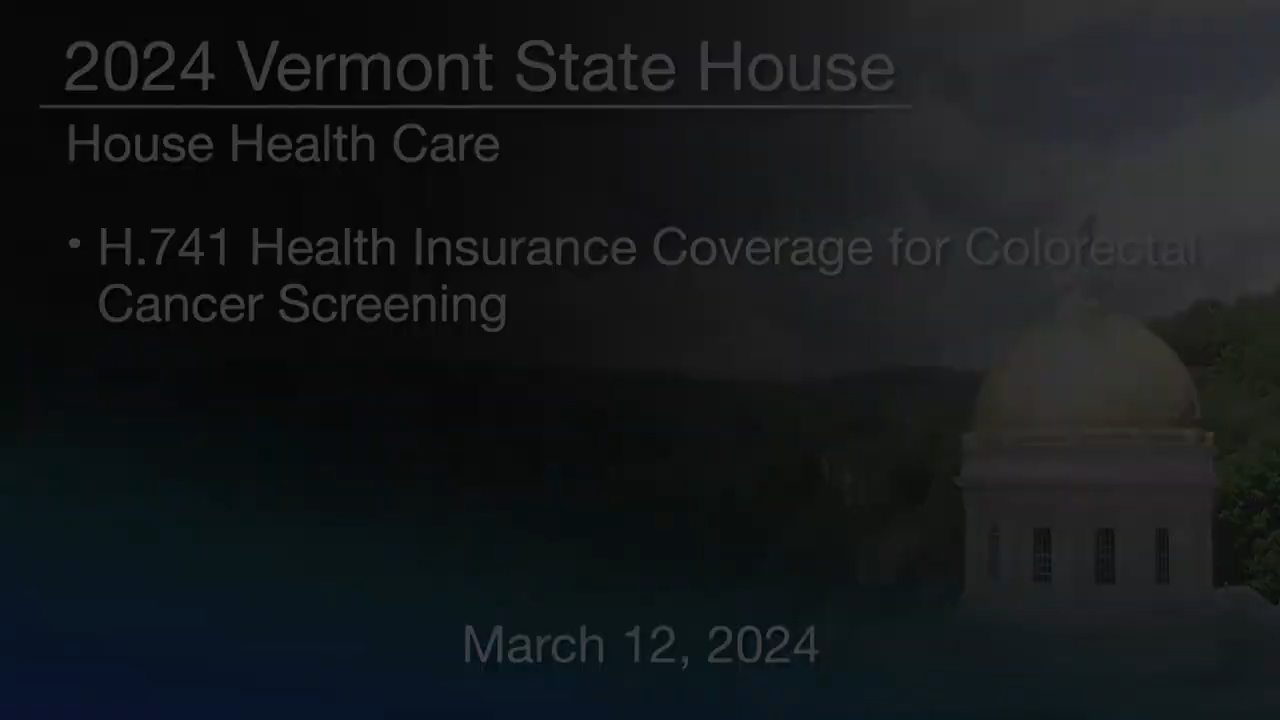 2024 Vermont State House
House Health Care
• H.741 Health Insurance Coverage for Colorectal
Cancer Screening
March 12, 2024